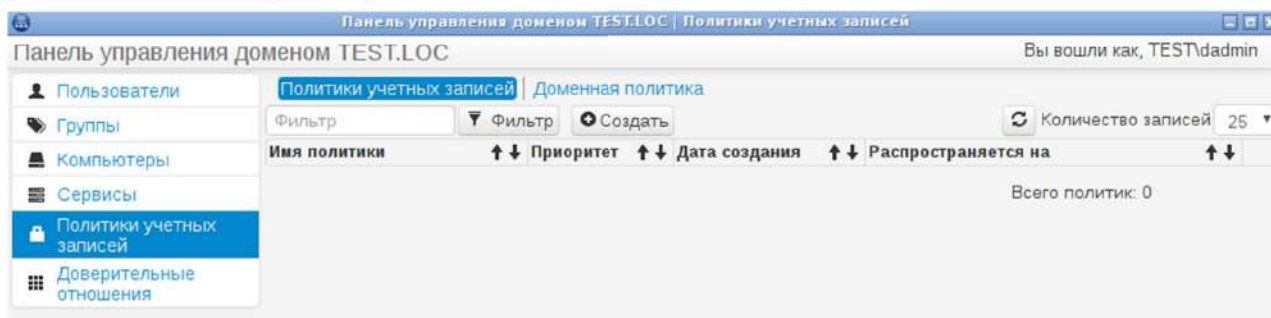 Панель управления доменом TEST.LOC | Политики учетных записей
Панель управления доменом TEST.LOC
Вы вошли как, TEST\dadmin
Пользователи
Группы
Компьютеры
Сервисы
Политики учетных
записей
Доверительные
отношения
Политики учетных записей Доменная политика
Фильтр Фильтр Создать Количество записей 25
Имя политики Приоритет Дата создания Распространяется на
Всего политик: 0